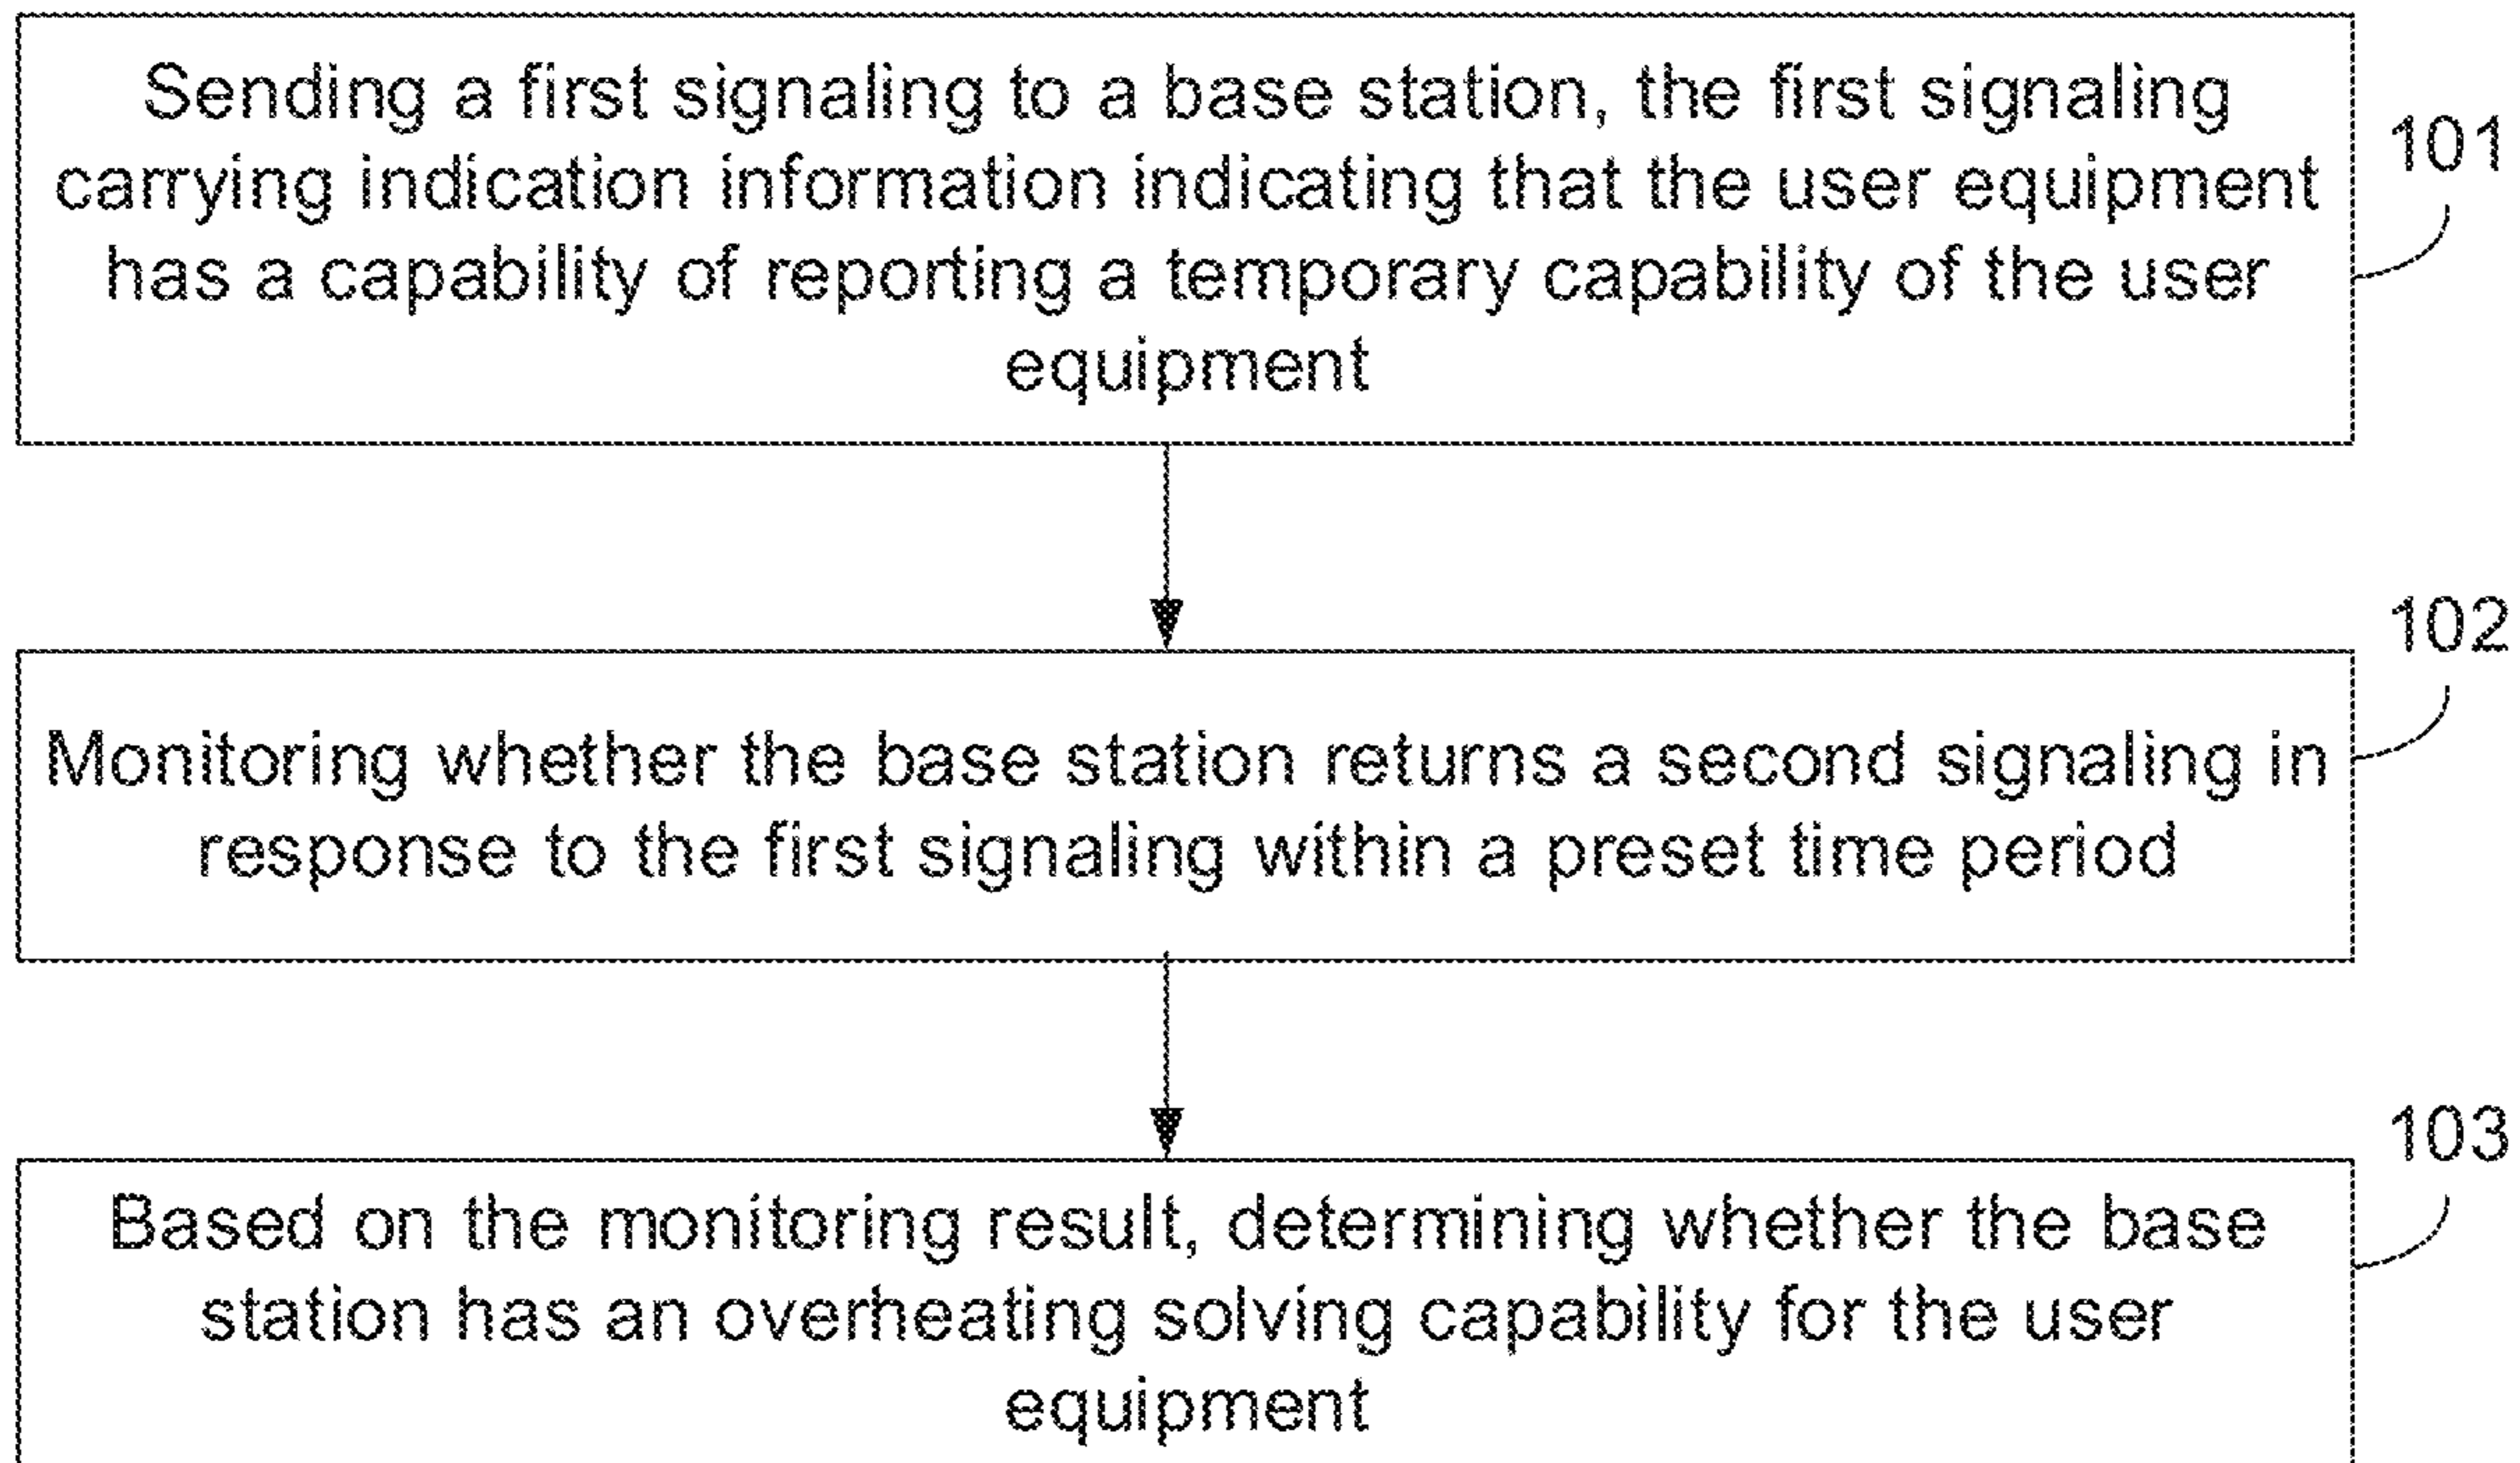 Sending a first signaling to a base station, the first signaling
carrying indication information indicating that the user equipment
has a capability of reporting a temporary capability of the user
equipment
101
102
Monitoring whether the base station returns a second signaling in
response to the first signaling within a preset time period
103
Based on the monitoring result, determining whether the base
station has an overheating solving capability for the user
equipment